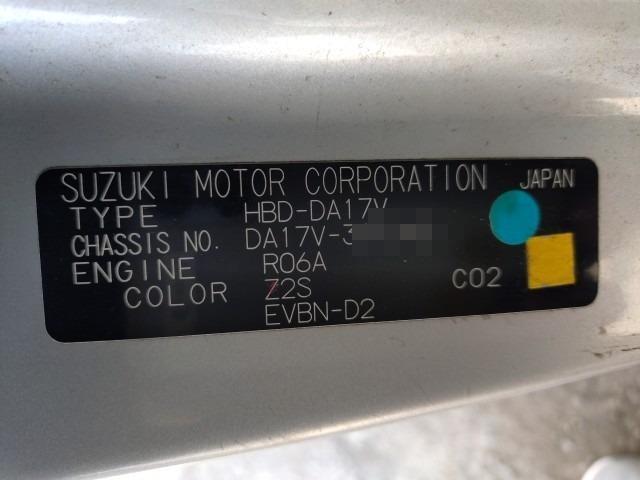 SUZUKI MOTOR CORPORATION JAPAN
TYPE HBD-DA17V
CHASSIS NO. DA17V-3
ENGINE R06A
COLOR Z2S C02
EVBN-D2